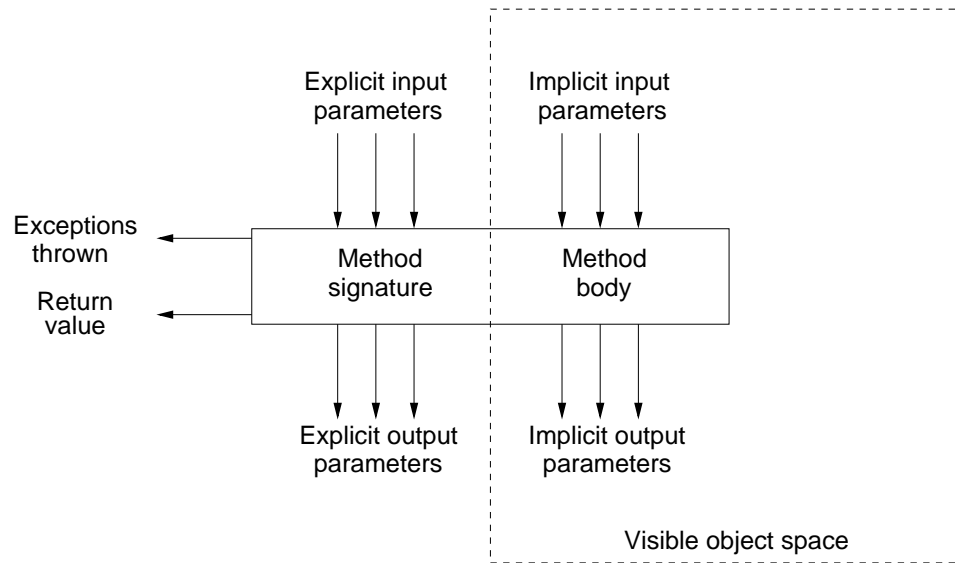 Explicit input
parameters
Implicit input
parameters
Exceptions
thrown
Return
value
Method
signature
Method
body
Explicit output
parameters
Implicit output
parameters
Visible object space